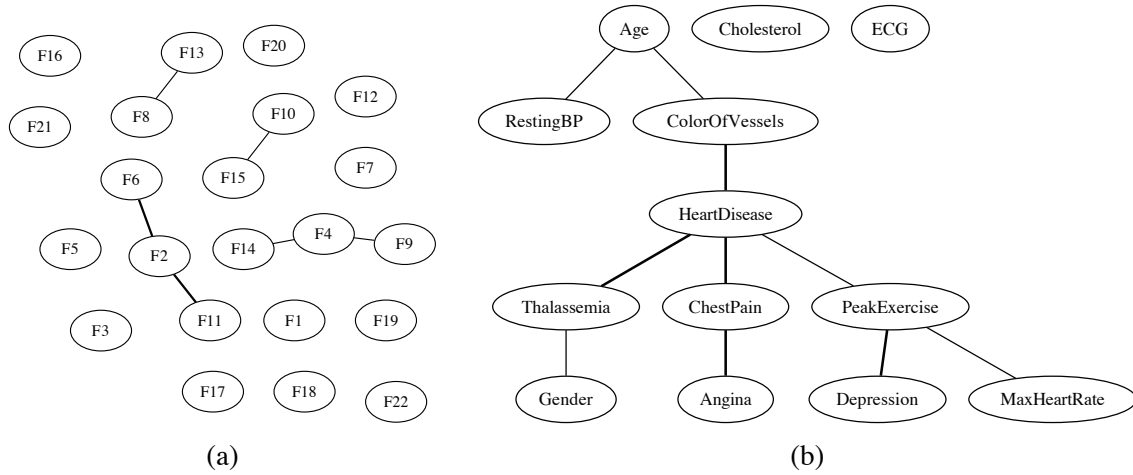 F16
F13
F20
F21
F8
F10
F12
F6
F15
F7
F5
F2
F14
F4
F9
F3
F11
F1
F19
F17
F18
F22
(a)
Age
Cholesterol
ECG
RestingBP
ColorOfVessels
HeartDisease
Thalassemia
ChestPain
PeakExercise
Gender
Angina
Depression
MaxHeartRate
(b)